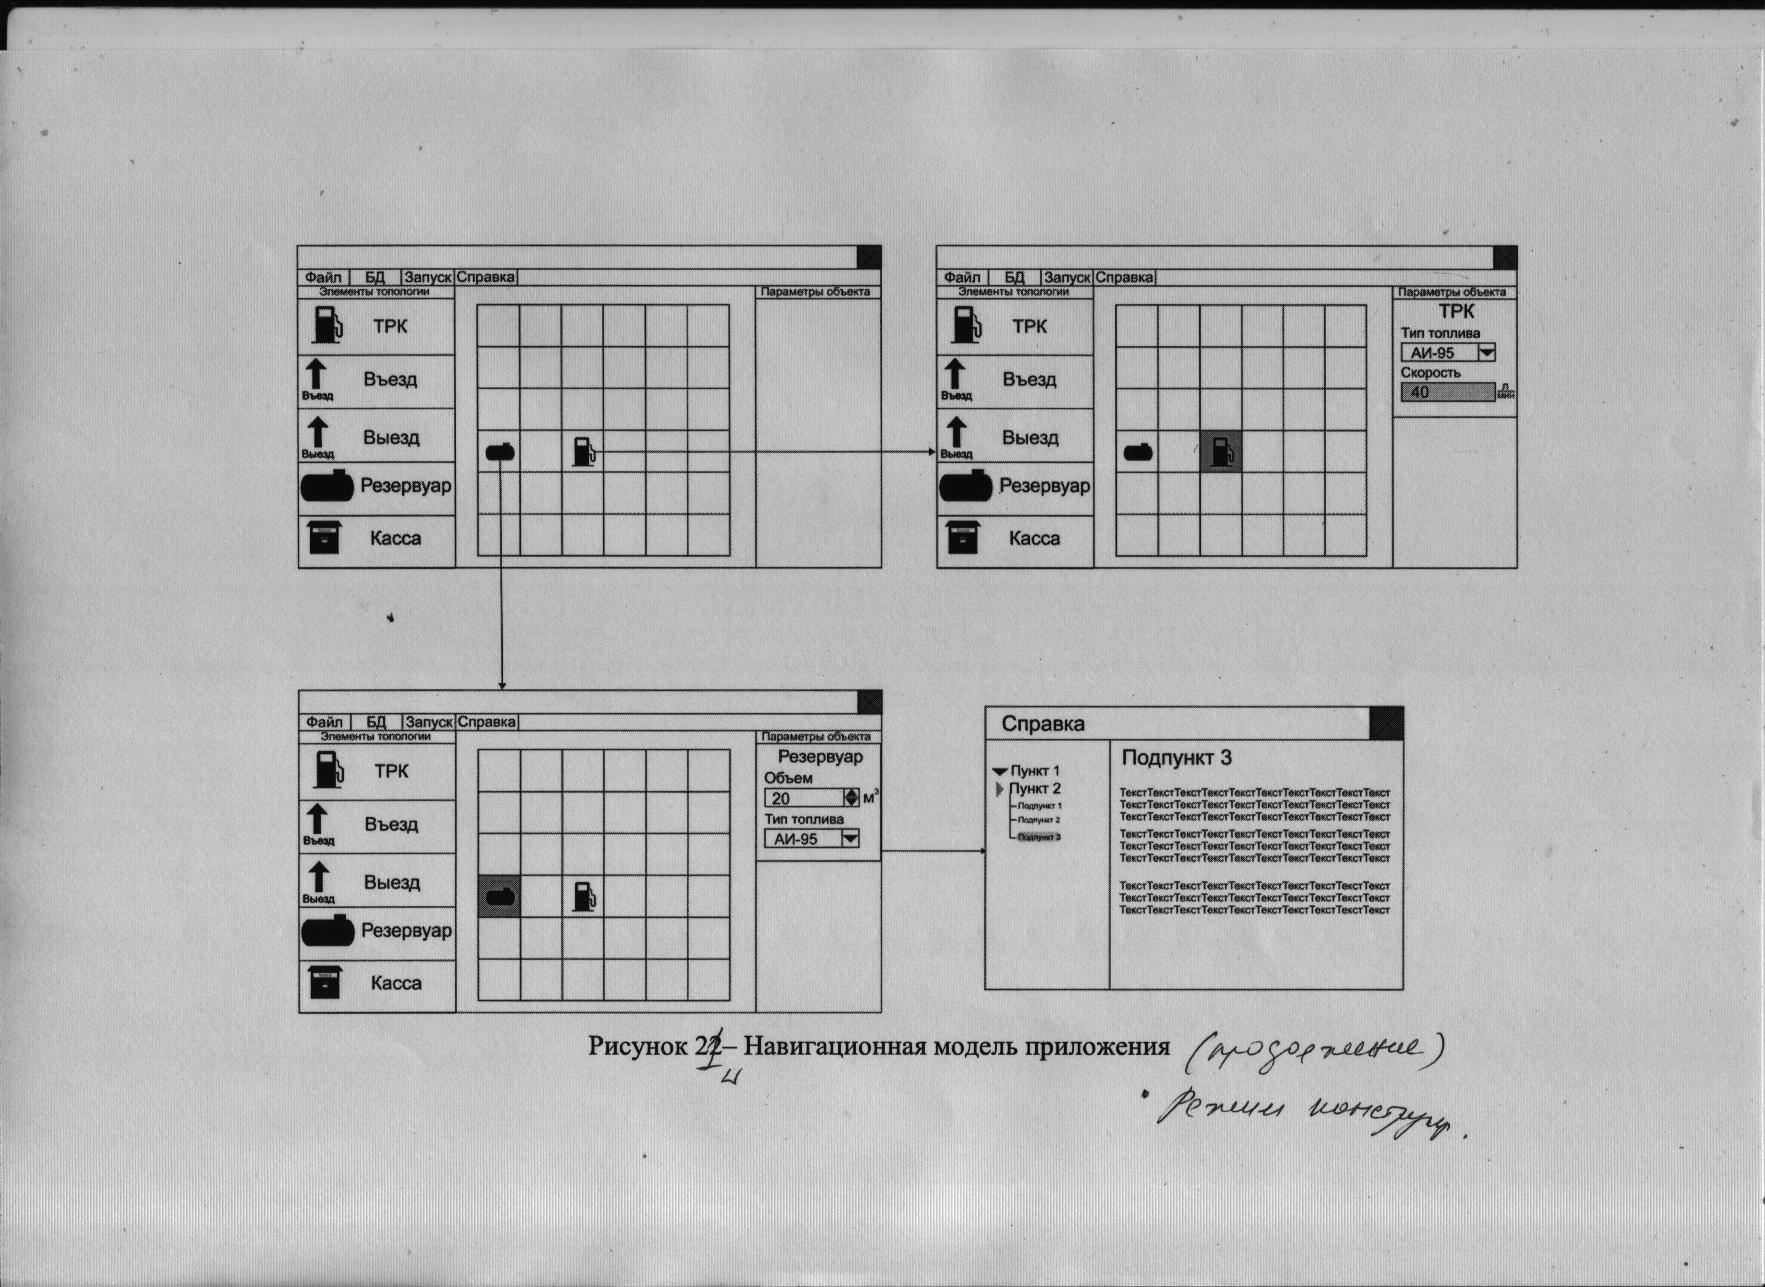 Файл БД Запуск Справка
Элементы топологии
Параметры объекта
ТРК
Въезд
Въезд
Выезд
Выезд
Резервуар
Касса
Файл БД Запуск Справка
Элементы топологии
Параметры объекта
ТРК
Въезд
Въезд
Выезд
Выезд
Резервуар
Касса
ТРК
Тип топлива
АИ-95
Скорость
40 л/мин
Файл БД Запуск Справка
Элементы топологии
Параметры объекта
ТРК
Въезд
Въезд
Выезд
Выезд
Резервуар
Касса
Резервуар
Объем
20 м³
Тип топлива
АИ-95
Справка
Пункт 1
Пункт 2
Подпункт 1
Подпункт 2
Подпункт 3
Подпункт 3
ТекстТекстТекстТекстТекстТекстТекстТекстТекстТекст
ТекстТекстТекстТекстТекстТекстТекстТекстТекстТекст
ТекстТекстТекстТекстТекстТекстТекстТекстТекстТекст
ТекстТекстТекстТекстТекстТекстТекстТекстТекстТекст
ТекстТекстТекстТекстТекстТекстТекстТекстТекстТекст
ТекстТекстТекстТекстТекстТекстТекстТекстТекстТекст
ТекстТекстТекстТекстТекстТекстТекстТекстТекстТекст
ТекстТекстТекстТекстТекстТекстТекстТекстТекстТекст
ТекстТекстТекстТекстТекстТекстТекстТекстТекстТекст
Рисунок 22 – Навигационная модель приложения (продолжение)
Режим